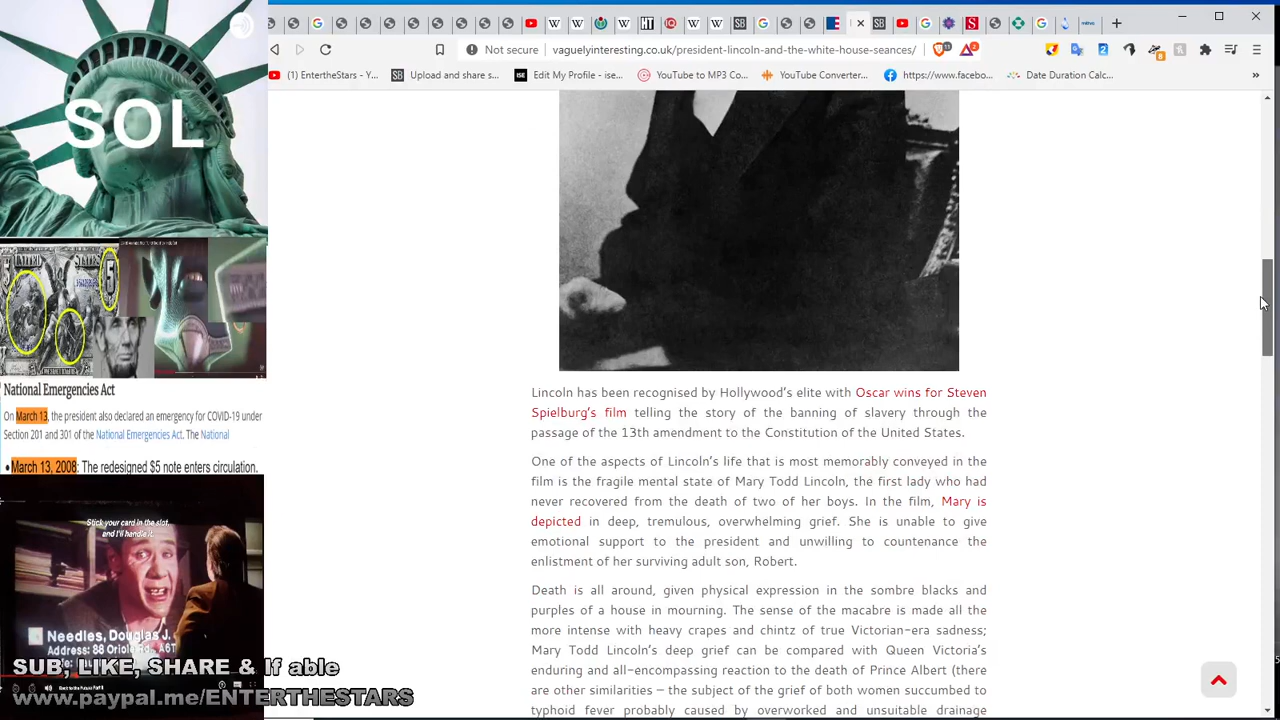 SOL
UNITED STATES
5
5
National Emergencies Act
On March 13, the president also declared an emergency for COVID-19 under
Section 201 and 301 of the National Emergencies Act. The National
•March 13, 2008: The redesigned $5 note enters circulation.
Stick your card in the slot,
and I'll handle it.
Needles, Douglas J.
Address: 88 Oriole Rd, A6T
SUB, LIKE, SHARE & If able
www.paypal.me/ENTERTHESTARS
Not secure
vaguelyinteresting.co.uk/president-lincoln-and-the-white-house-seances/
(1) EntertheStars - Y...
Upload and share s...
Edit My Profile - ise...
YouTube to MP3 Co...
YouTube Converter...
https://www.facebo...
Date Duration Calc...
Lincoln has been recognised by Hollywood's elite with Oscar wins for Steven
Spielburg's film telling the story of the banning of slavery through the
passage of the 13th amendment to the Constitution of the United States.
One of the aspects of Lincoln's life that is most memorably conveyed in the
film is the fragile mental state of Mary Todd Lincoln, the first lady who had
never recovered from the death of two of her boys. In the film, Mary is
depicted in deep, tremulous, overwhelming grief. She is unable to give
emotional support to the president and unwilling to countenance the
enlistment of her surviving adult son, Robert.
Death is all around, given physical expression in the sombre blacks and
purples of a house in mourning. The sense of the macabre is made all the
more intense with heavy crapes and chintz of true Victorian-era sadness;
Mary Todd Lincoln's deep grief can be compared with Queen Victoria's
enduring and all-encompassing reaction to the death of Prince Albert (there
are other similarities – the subject of the grief of both women succumbed to
typhoid fever probably caused by overworked and unsuitable drainage